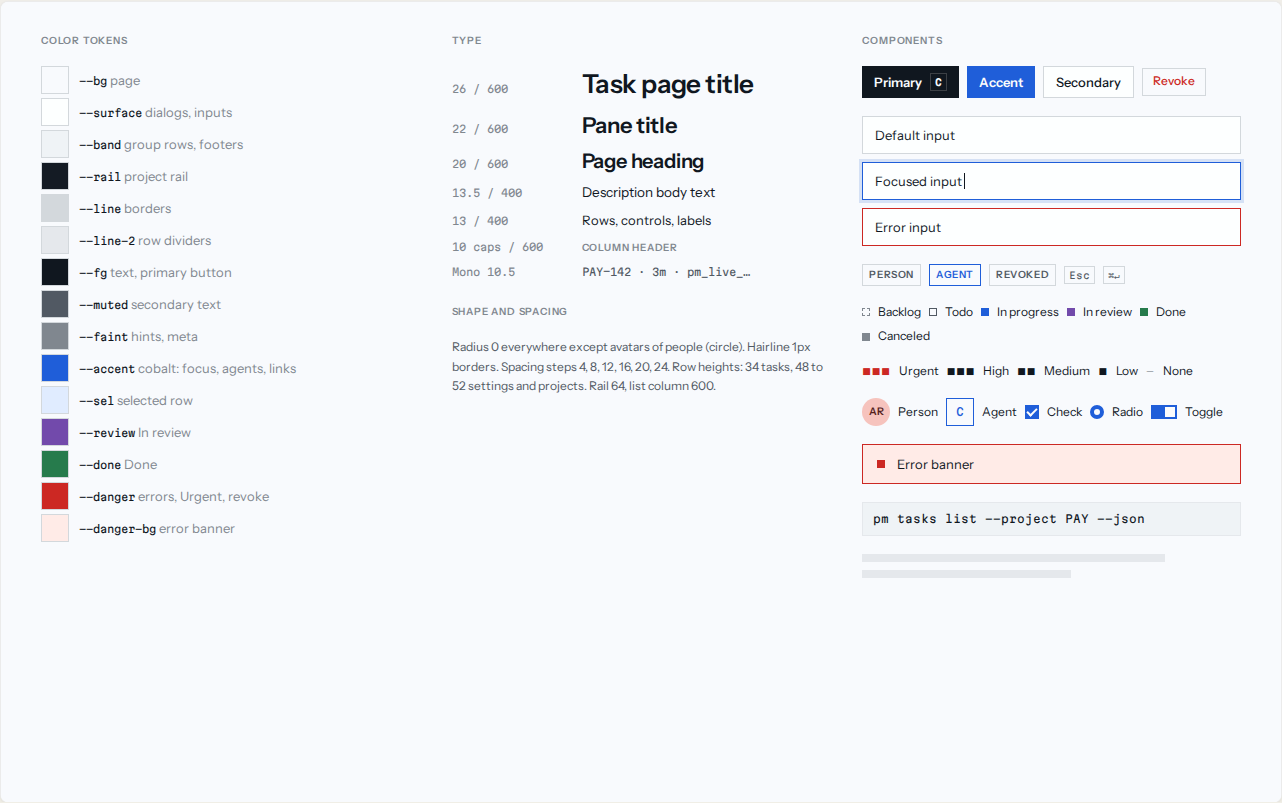 COLOR TOKENS
--bg page
--surface dialogs, inputs
--band group rows, footers
--rail project rail
--line borders
--line-2 row dividers
--fg text, primary button
--muted secondary text
--faint hints, meta
--accent cobalt: focus, agents, links
--sel selected row
--review In review
--done Done
--danger errors, Urgent, revoke
--danger-bg error banner
TYPE
26 / 600 Task page title
22 / 600 Pane title
20 / 600 Page heading
13.5 / 400 Description body text
13 / 400 Rows, controls, labels
10 caps / 600 COLUMN HEADER
Mono 10.5 PAY-142 · 3m · pm_live_…
SHAPE AND SPACING
Radius 0 everywhere except avatars of people (circle). Hairline 1px
borders. Spacing steps 4, 8, 12, 16, 20, 24. Row heights: 34 tasks, 48 to
52 settings and projects. Rail 64, list column 600.
COMPONENTS
Primary C Accent Secondary Revoke
Default input
Focused input
Error input
PERSON AGENT REVOKED Esc ⌘↵
Backlog Todo In progress In review Done
Canceled
Urgent High Medium Low – None
AR Person C Agent Check Radio Toggle
Error banner
pm tasks list --project PAY --json